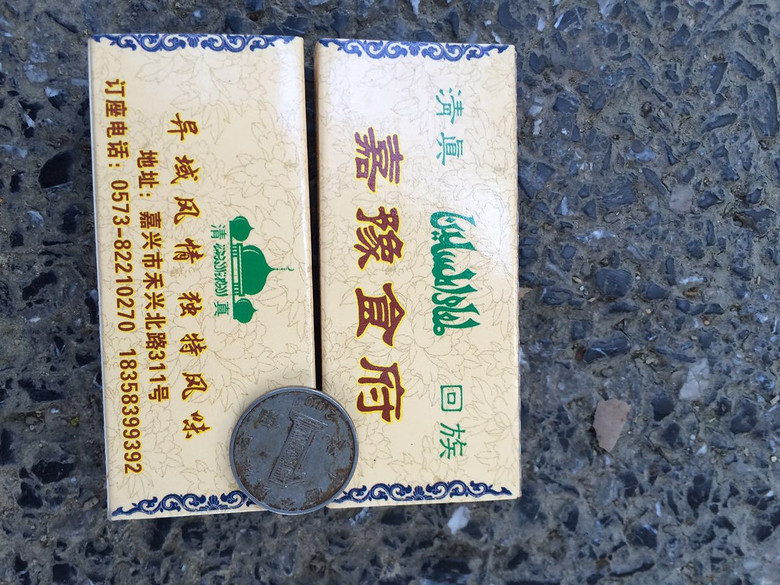 清真
回族
嘉豫食府
清 真
异域风情 独特风味
地址：嘉兴市禾兴北路311号
订座电话：0573-82210270 18358399392